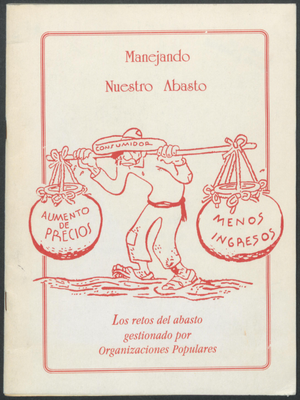 Manejando
Nuestro Abasto
CONSUMIDOR
AUMENTO
DE
PRECIOS
MENOS
INGRESOS
Los retos del abasto
gestionado por
Organizaciones Populares